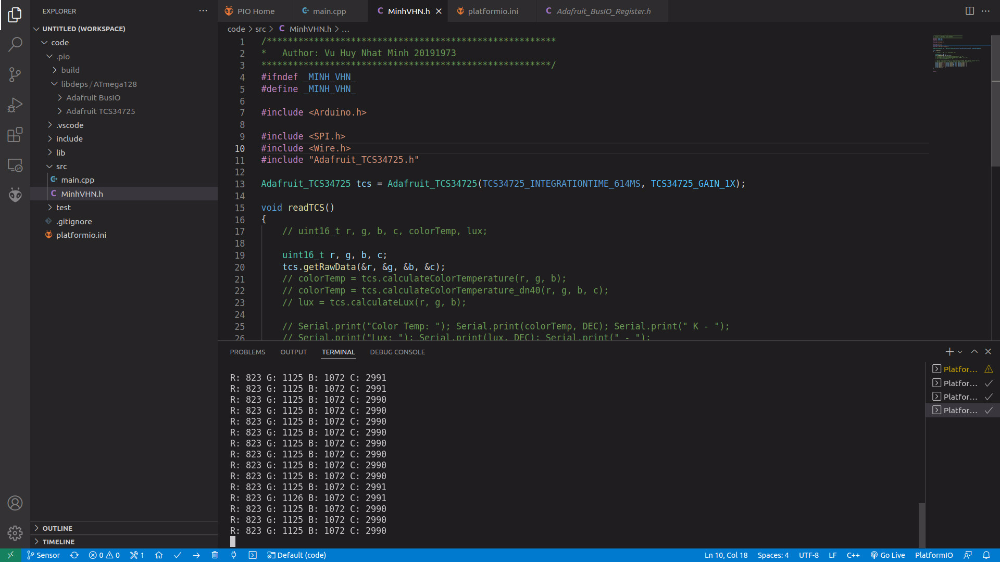 EXPLORER
UNTITLED (WORKSPACE)
code
.pio
build
libdeps/ATmega128
Adafruit BusIO
Adafruit TCS34725
.vscode
include
lib
src
main.cpp
MinhVHN.h
test
.gitignore
platformio.ini
OUTLINE
TIMELINE
PIO Home
main.cpp
MinhVHN.h
platformio.ini
Adafruit_BusIO_Register.h
code > src > C MinhVHN.h > ...
1 /*******************************************************
2 *   Author: Vu Huy Nhat Minh 20191973
3 *******************************************************/
4 #ifndef _MINH_VHN_
5 #define _MINH_VHN_
6
7 #include <Arduino.h>
8
9 #include <SPI.h>
10 #include <Wire.h>
11 #include "Adafruit_TCS34725.h"
12
13 Adafruit_TCS34725 tcs = Adafruit_TCS34725(TCS34725_INTEGRATIONTIME_614MS, TCS34725_GAIN_1X);
14
15 void readTCS()
16 {
17     // uint16_t r, g, b, c, colorTemp, lux;
18
19     uint16_t r, g, b, c;
20     tcs.getRawData(&r, &g, &b, &c);
21     // colorTemp = tcs.calculateColorTemperature(r, g, b);
22     // colorTemp = tcs.calculateColorTemperature_dn40(r, g, b, c);
23     // lux = tcs.calculateLux(r, g, b);
24
25     // Serial.print("Color Temp: "); Serial.print(colorTemp, DEC); Serial.print(" K - ");
26     // Serial.print("Lux: "); Serial.print(lux, DEC); Serial.print(" - ");
PROBLEMS OUTPUT TERMINAL DEBUG CONSOLE
R: 823 G: 1125 B: 1072 C: 2991
R: 823 G: 1125 B: 1072 C: 2991
R: 823 G: 1125 B: 1072 C: 2990
R: 823 G: 1125 B: 1072 C: 2990
R: 823 G: 1125 B: 1072 C: 2990
R: 823 G: 1125 B: 1072 C: 2990
R: 823 G: 1125 B: 1072 C: 2990
R: 823 G: 1125 B: 1072 C: 2990
R: 823 G: 1125 B: 1072 C: 2990
R: 823 G: 1125 B: 1072 C: 2990
R: 823 G: 1125 B: 1072 C: 2991
R: 823 G: 1126 B: 1072 C: 2991
R: 823 G: 1125 B: 1072 C: 2990
R: 823 G: 1125 B: 1072 C: 2990
R: 823 G: 1125 B: 1072 C: 2990
Platfor...
Platfor...
Platfor...
Platfor...
Sensor 0 0 1 Default (code) Ln 10, Col 18 Spaces: 4 UTF-8 LF C++ Go Live PlatformIO